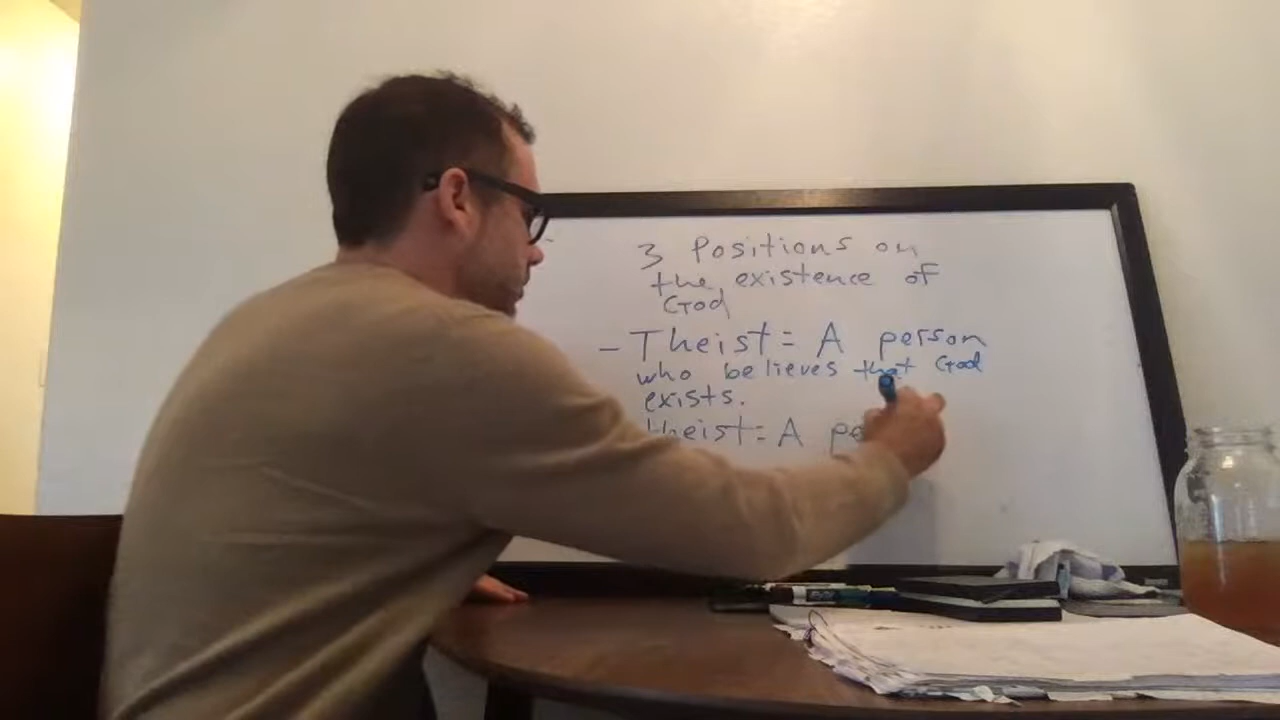 3 Positions on
the existence of
God
- Theist = A person
who believes that God
exists.
theist = A pe